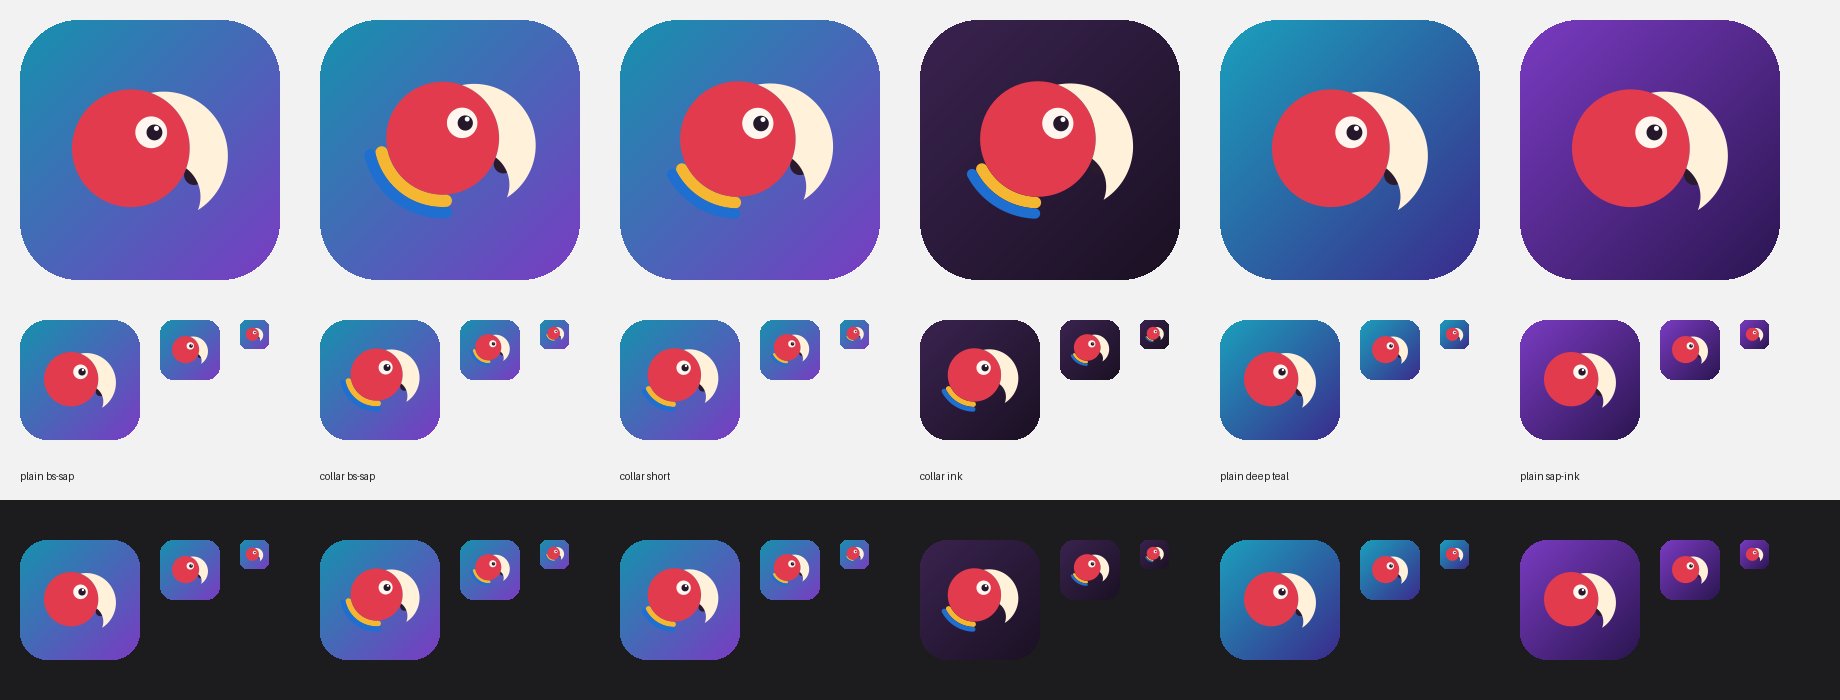 plain bs-sap
collar bs-sap
collar short
collar ink
plain deep teal
plain sap-ink